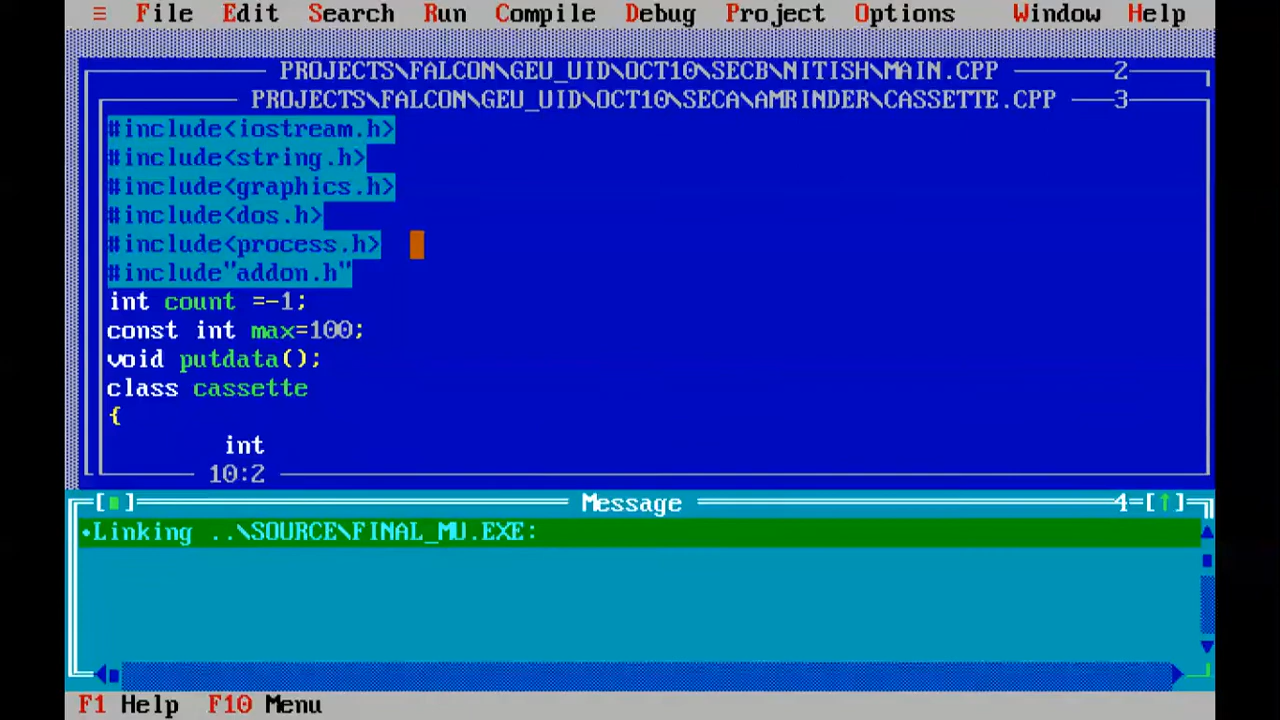 ≡ File Edit Search Run Compile Debug Project Options Window Help
PROJECTS\FALCON\GEU_UID\OCT10\SECB\NITISH\MAIN.CPP 2
PROJECTS\FALCON\GEU_UID\OCT10\SECA\AMRINDER\CASSETTE.CPP 3
#include<iostream.h>
#include<string.h>
#include<graphics.h>
#include<dos.h>
#include<process.h>
#include"addon.h"
int count =-1;
const int max=100;
void putdata();
class cassette
{
int
10:2
[■] Message 4=[↑]
•Linking ..\SOURCE\FINAL_MU.EXE:
F1 Help F10 Menu